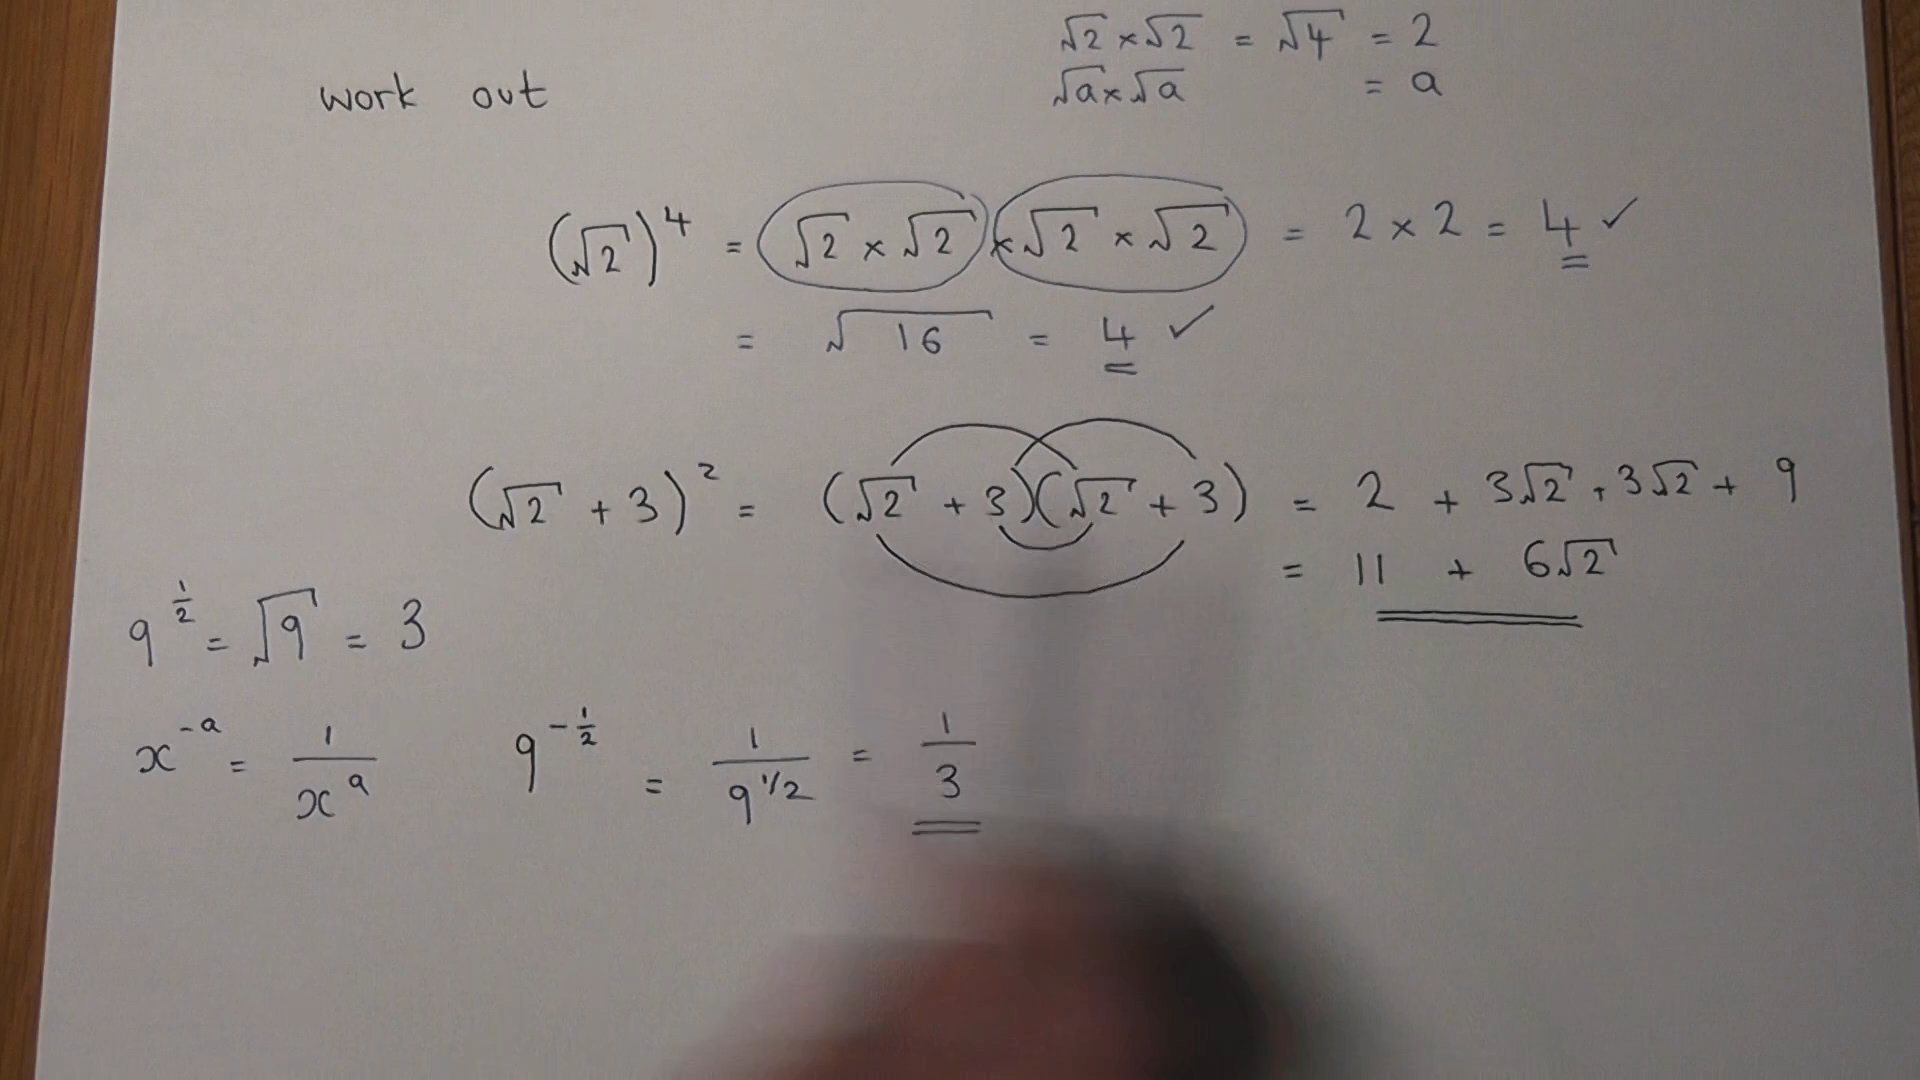 √2 × √2 = √4 = 2
√a × √a = a
work out
(√2)⁴ = √2 × √2 × √2 × √2 = 2 × 2 = 4 ✓
= √16 = 4 ✓
(√2 + 3)² = (√2 + 3)(√2 + 3) = 2 + 3√2 + 3√2 + 9
= 11 + 6√2
9^½ = √9 = 3
x^-a = 1/x^a
9^-½ = 1/9^1/2 = 1/3